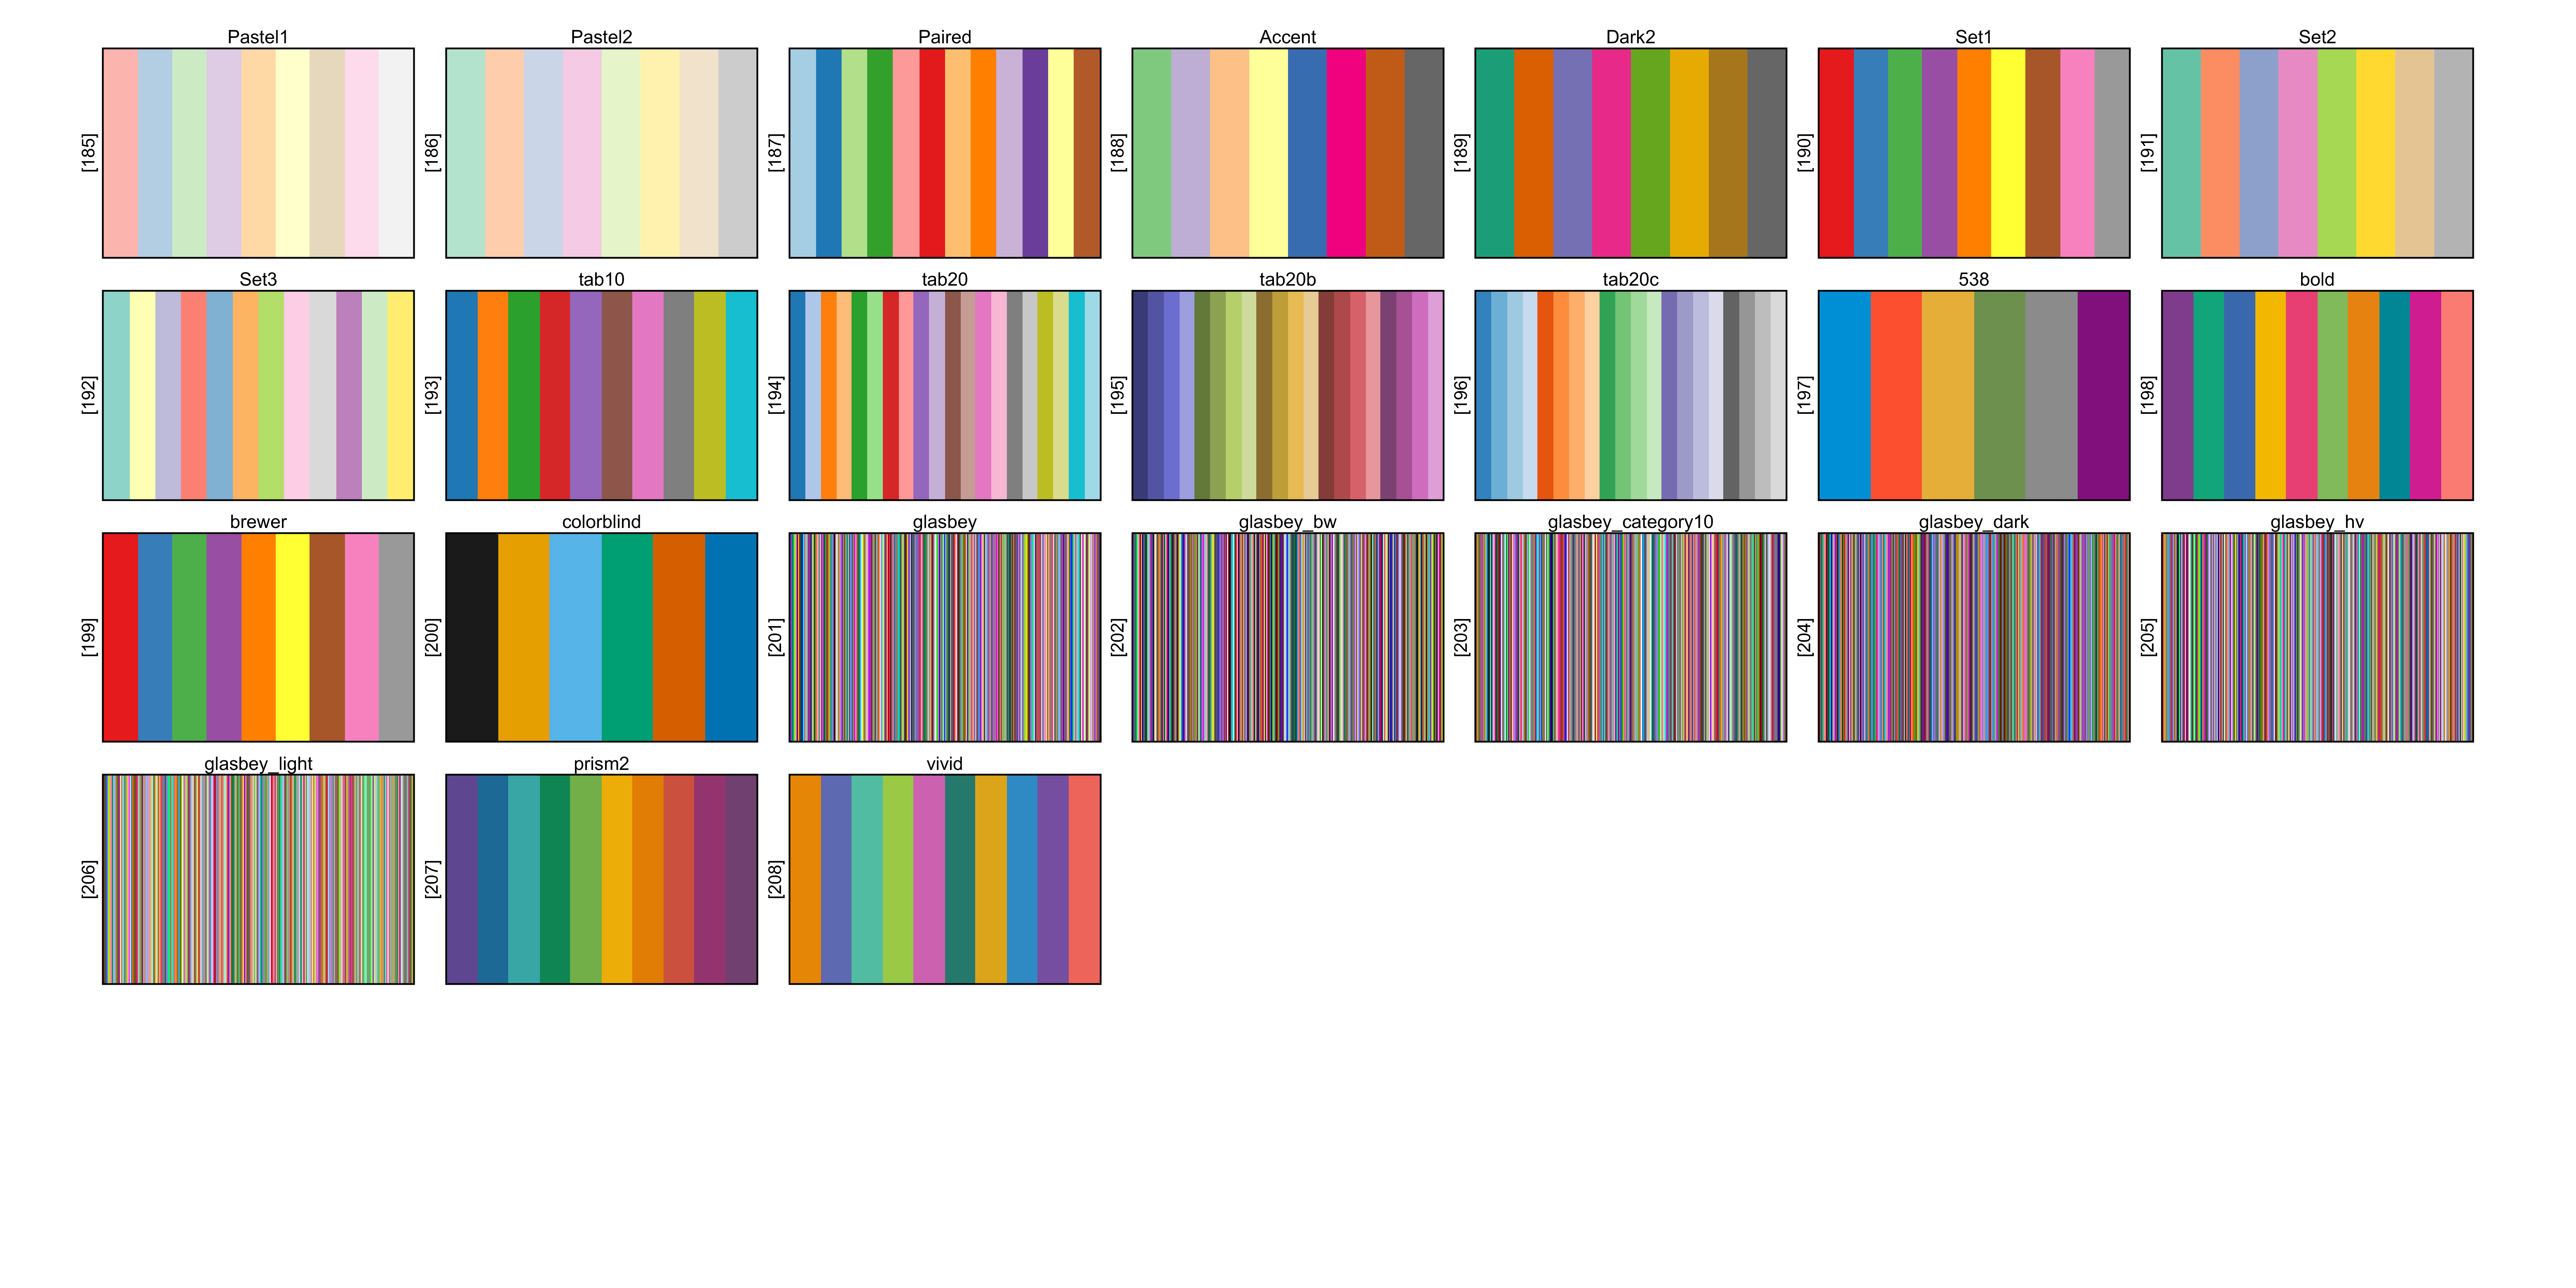 Pastel1 Pastel2 Paired Accent Dark2 Set1 Set2
[185] [186] [187] [188] [189] [190] [191]
Set3 tab10 tab20 tab20b tab20c 538 bold
[192] [193] [194] [195] [196] [197] [198]
brewer colorblind glasbey glasbey_bw glasbey_category10 glasbey_dark glasbey_hv
[199] [200] [201] [202] [203] [204] [205]
glasbey_light prism2 vivid
[206] [207] [208]